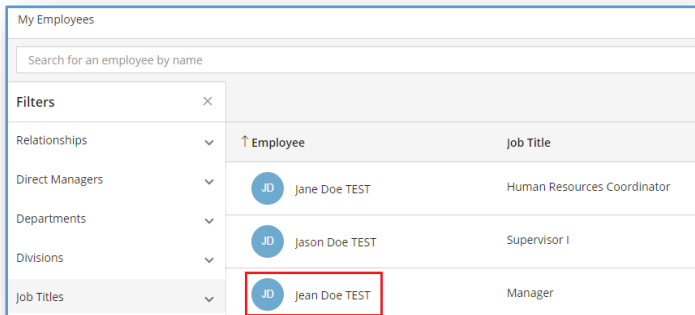 My Employees
Search for an employee by name
Filters ×
Relationships
Direct Managers
Departments
Divisions
Job Titles
↑ Employee Job Title
JD Jane Doe TEST Human Resources Coordinator
JD Jason Doe TEST Supervisor I
JD Jean Doe TEST Manager